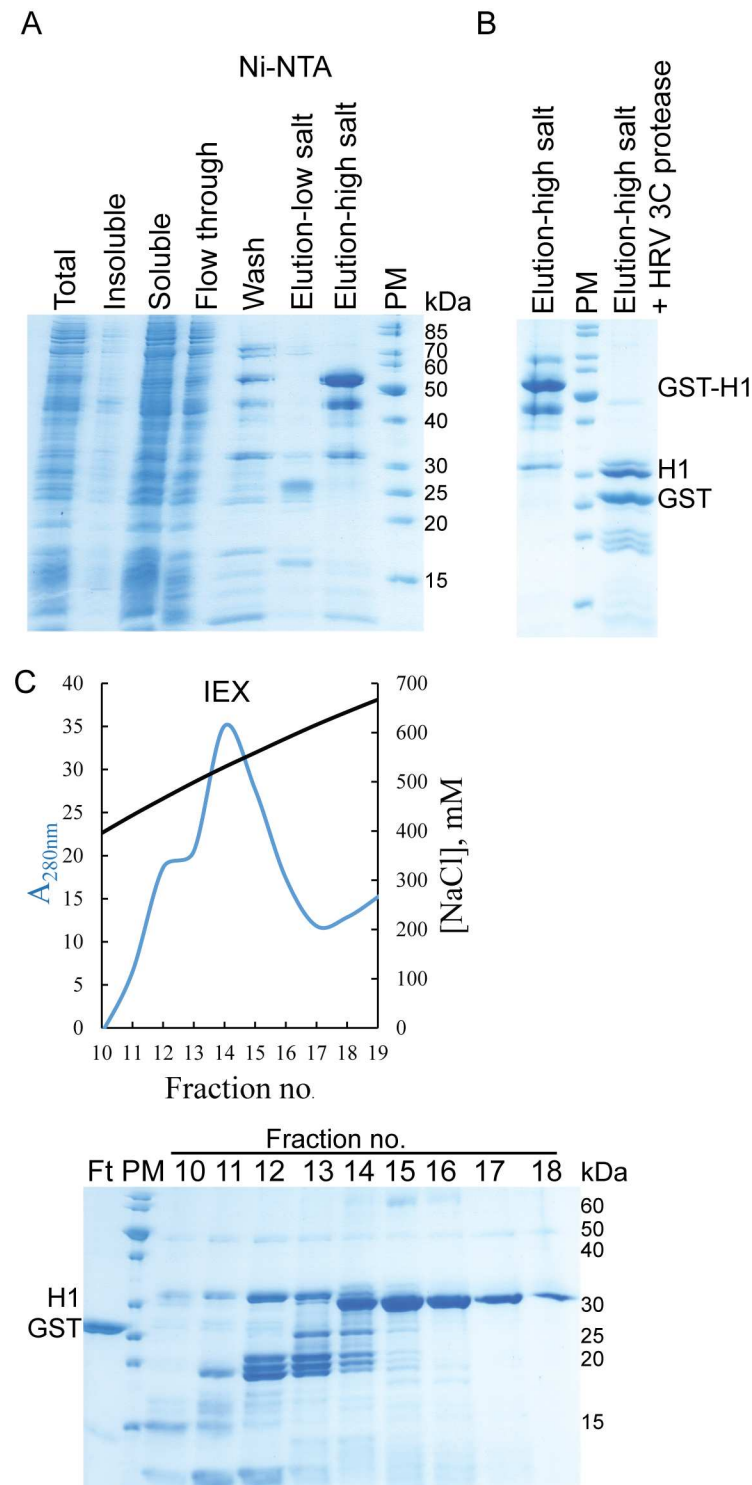 A
Ni-NTA
Total
Insoluble
Soluble
Flow through
Wash
Elution-low salt
Elution-high salt
PM
kDa
85
70
60
50
40
30
25
20
15
B
Elution-high salt
PM
Elution-high salt
+ HRV 3C protease
GST-H1
H1
GST
C
IEX
A280nm
40
35
30
25
20
15
10
5
0
[NaCl], mM
700
600
500
400
300
200
100
0
10 11 12 13 14 15 16 17 18 19
Fraction no.
Fraction no.
Ft PM 10 11 12 13 14 15 16 17 18 kDa
H1
GST
60
50
40
30
25
20
15